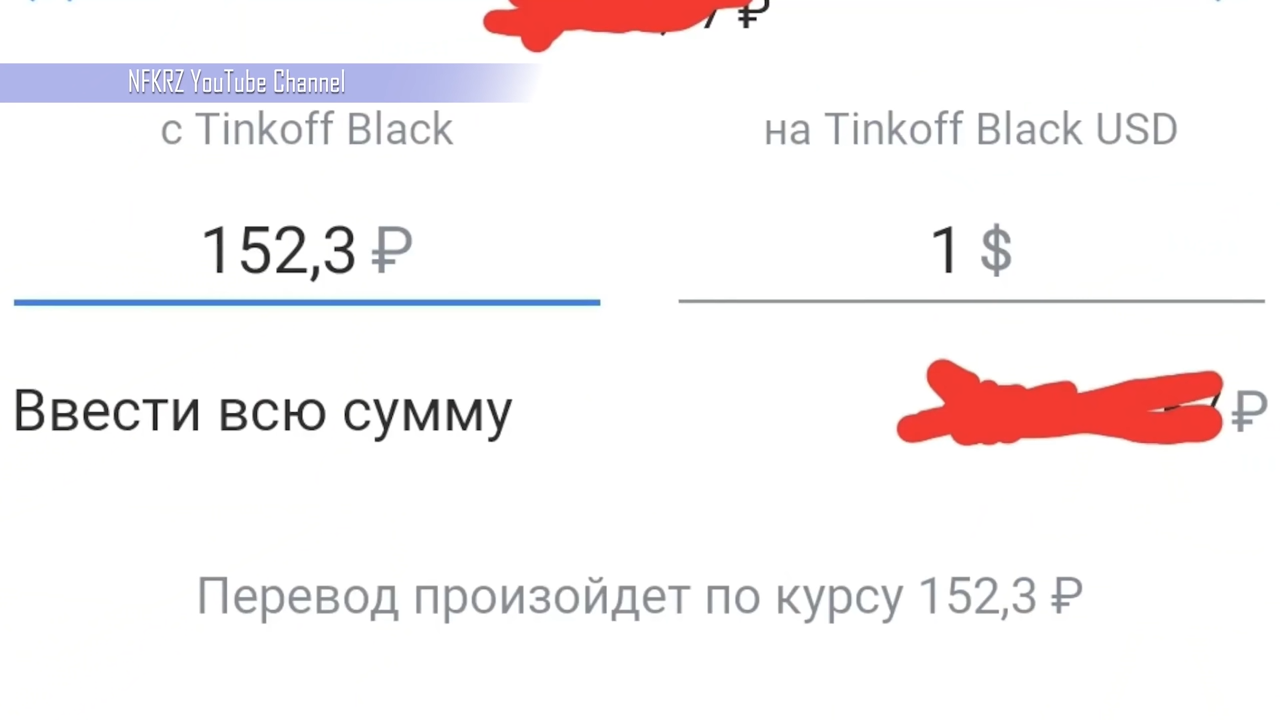 ₽
NFKRZ YouTube Channel
с Tinkoff Black
на Tinkoff Black USD
152,3 ₽
1 $
Ввести всю сумму
₽
Перевод произойдет по курсу 152,3 ₽